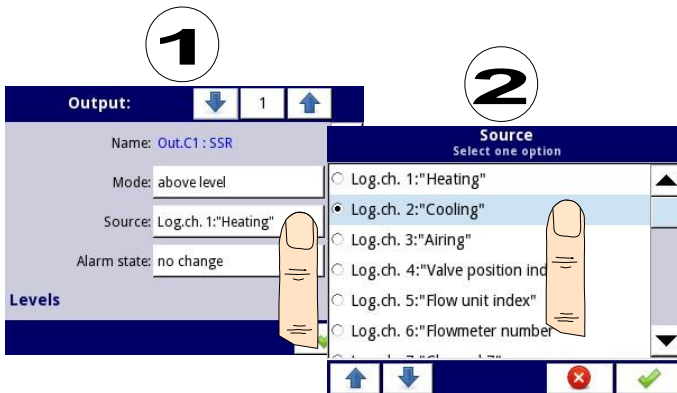 1
Output:
1
Name: Out.C1 : SSR
Mode: above level
Source: Log.ch. 1:"Heating"
Alarm state: no change
Levels
2
Source
Select one option
Log.ch. 1:"Heating"
Log.ch. 2:"Cooling"
Log.ch. 3:"Airing"
Log.ch. 4:"Valve position ind
Log.ch. 5:"Flow unit index"
Log.ch. 6:"Flowmeter number